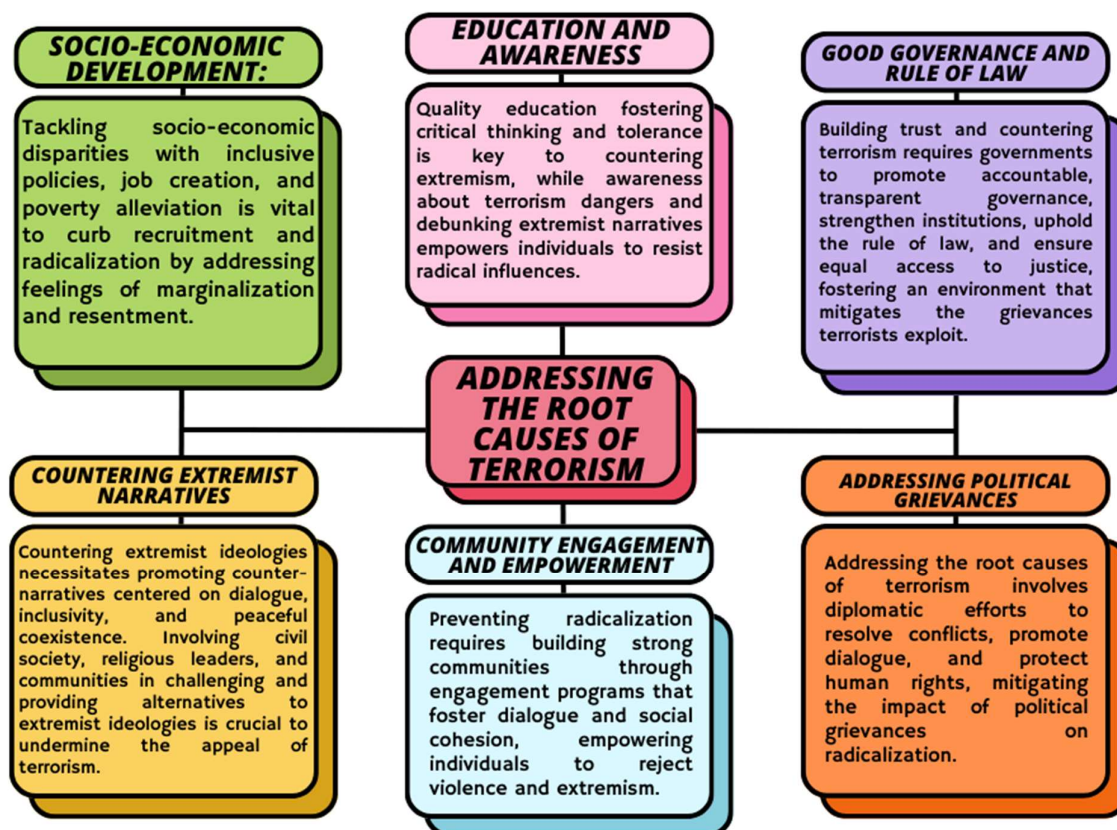 SOCIO-ECONOMIC
DEVELOPMENT:
Tackling socio-economic
disparities with inclusive
policies, job creation, and
poverty alleviation is vital
to curb recruitment and
radicalization by addressing
feelings of marginalization
and resentment.
EDUCATION AND
AWARENESS
Quality education fostering
critical thinking and tolerance
is key to countering
extremism, while awareness
about terrorism dangers and
debunking extremist narratives
empowers individuals to resist
radical influences.
GOOD GOVERNANCE AND
RULE OF LAW
Building trust and countering
terrorism requires governments
to promote accountable,
transparent governance,
strengthen institutions, uphold
the rule of law, and ensure
equal access to justice,
fostering an environment that
mitigates the grievances
terrorists exploit.
ADDRESSING
THE ROOT
CAUSES OF
TERRORISM
COUNTERING EXTREMIST
NARRATIVES
Countering extremist ideologies
necessitates promoting counter-
narratives centered on dialogue,
inclusivity, and peaceful
coexistence. Involving civil
society, religious leaders, and
communities in challenging and
providing alternatives to
extremist ideologies is crucial to
undermine the appeal of
terrorism.
COMMUNITY ENGAGEMENT
AND EMPOWERMENT
Preventing radicalization
requires building strong
communities through
engagement programs that
foster dialogue and social
cohesion, empowering
individuals to reject
violence and extremism.
ADDRESSING POLITICAL
GRIEVANCES
Addressing the root causes
of terrorism involves
diplomatic efforts to
resolve conflicts, promote
dialogue, and protect
human rights, mitigating
the impact of political
grievances on
radicalization.